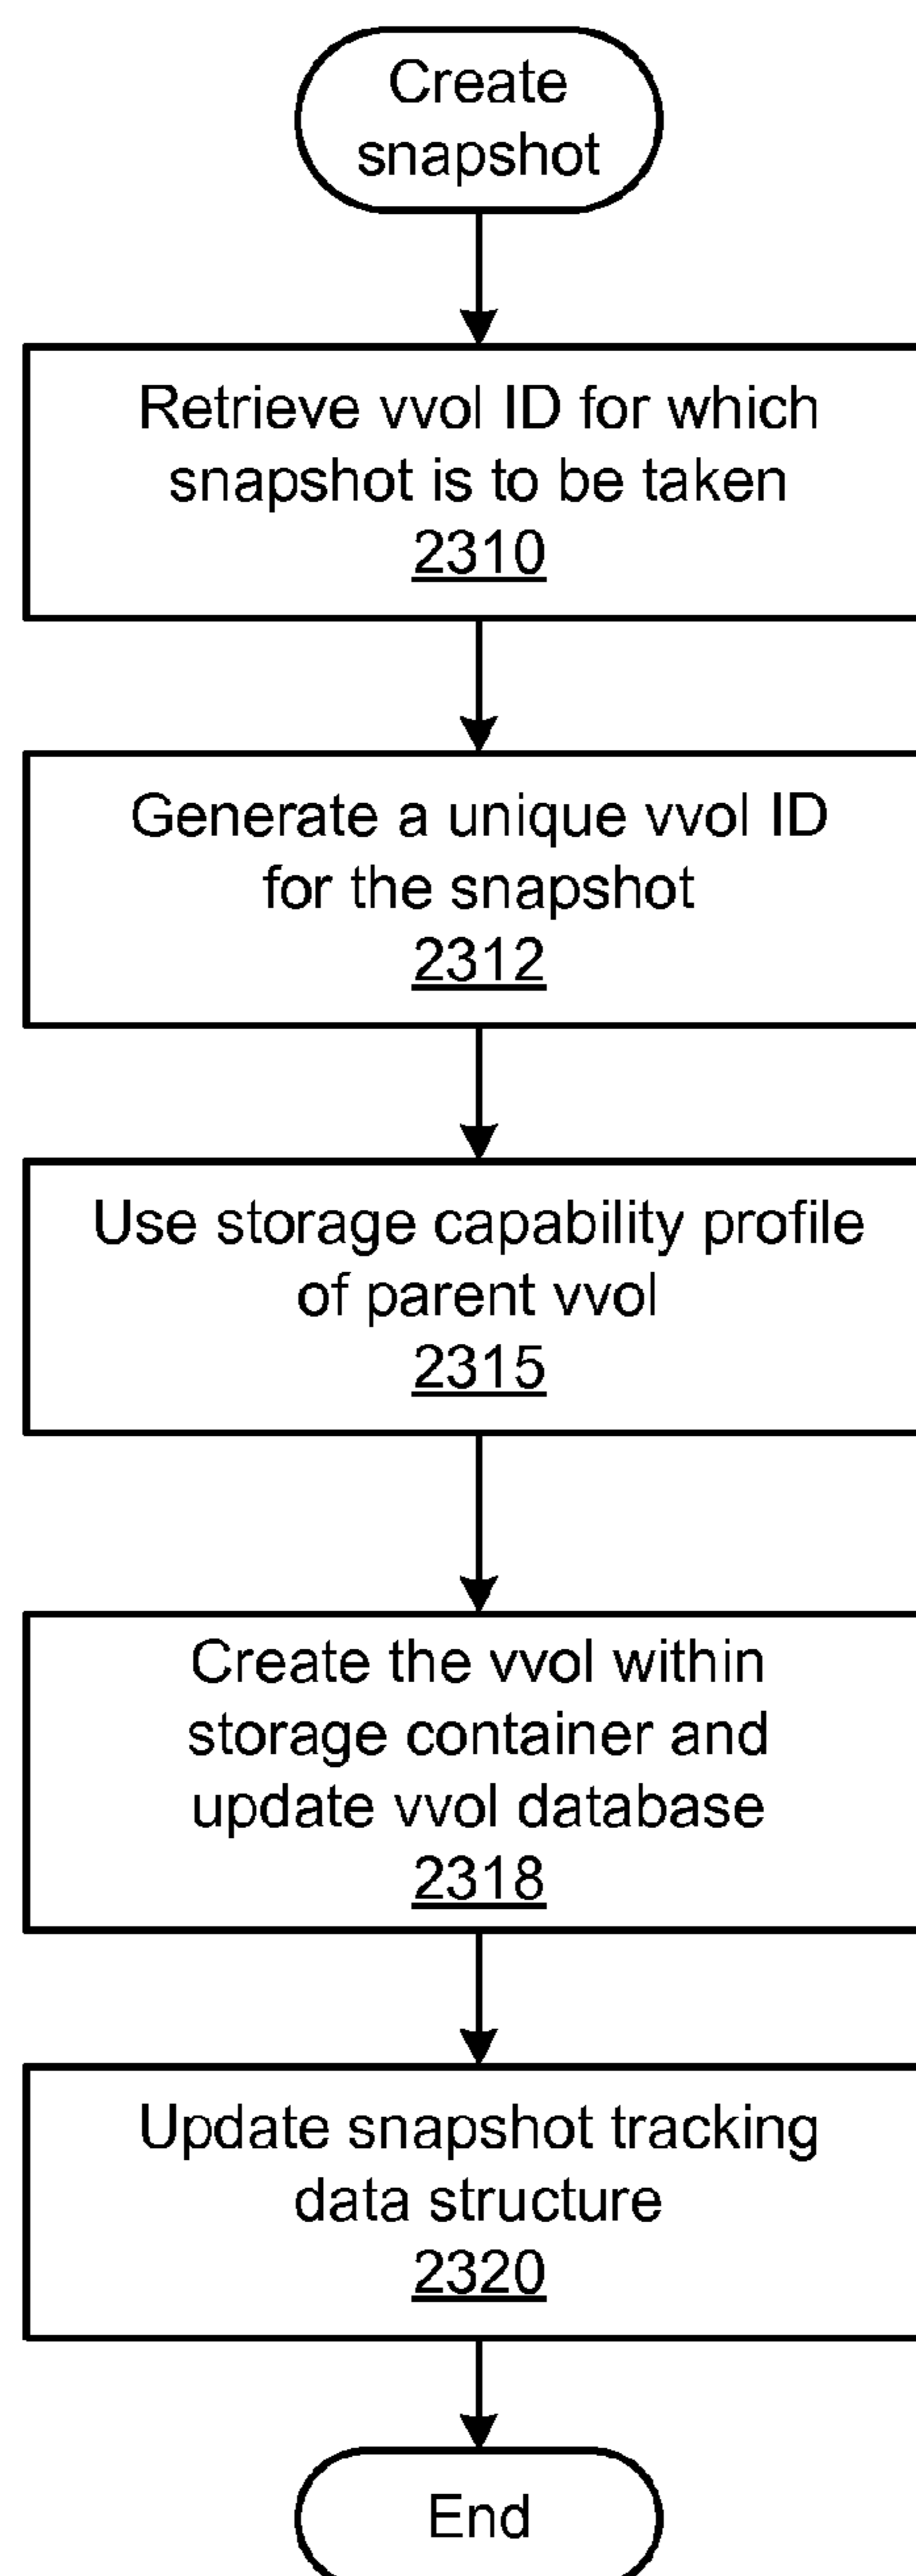 Create
snapshot
Retrieve vvol ID for which
snapshot is to be taken
2310
Generate a unique vvol ID
for the snapshot
2312
Use storage capability profile
of parent vvol
2315
Create the vvol within
storage container and
update vvol database
2318
Update snapshot tracking
data structure
2320
End